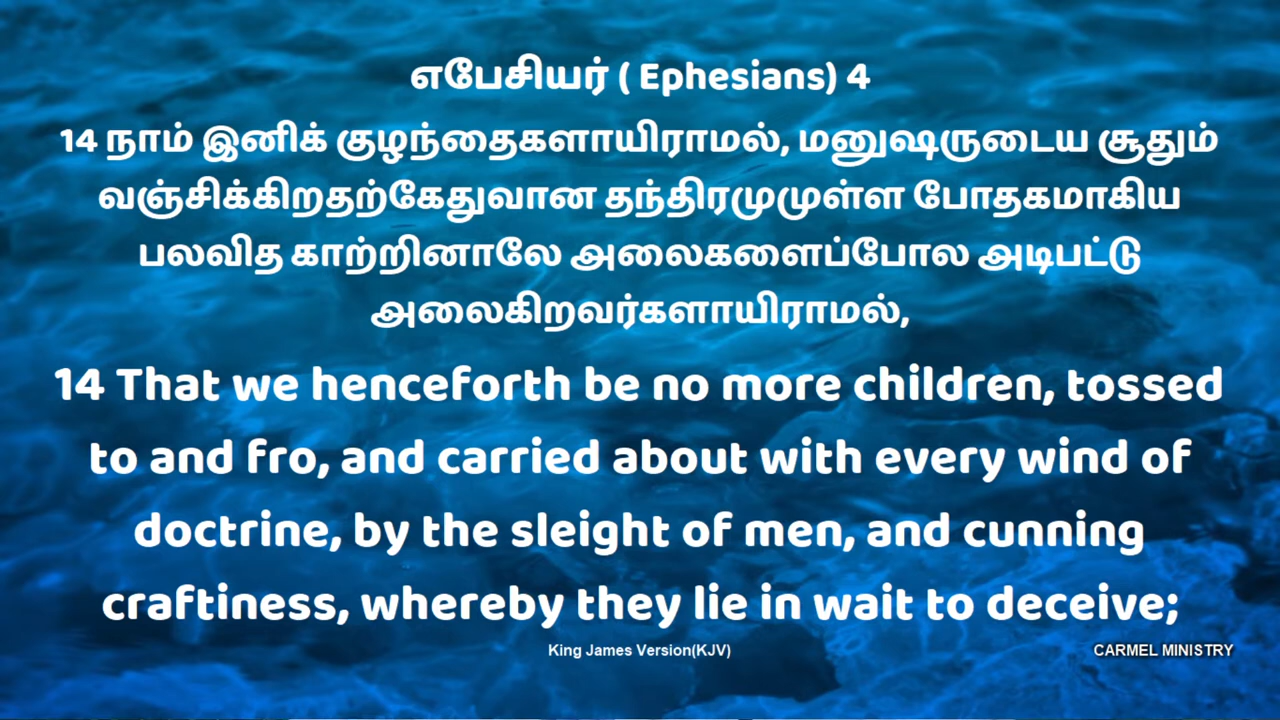 எபேசியர் ( Ephesians) 4
14 நாம் இனிக் குழந்தைகளாயிராமல், மனுஷருடைய சூதும்
வஞ்சிக்கிறதற்கேதுவான தந்திரமுமுள்ள போதகமாகிய
பலவித காற்றினாலே அலைகளைப்போல அடிபட்டு
அலைகிறவர்களாயிராமல்,
14 That we henceforth be no more children, tossed
to and fro, and carried about with every wind of
doctrine, by the sleight of men, and cunning
craftiness, whereby they lie in wait to deceive;
King James Version(KJV)
CARMEL MINISTRY